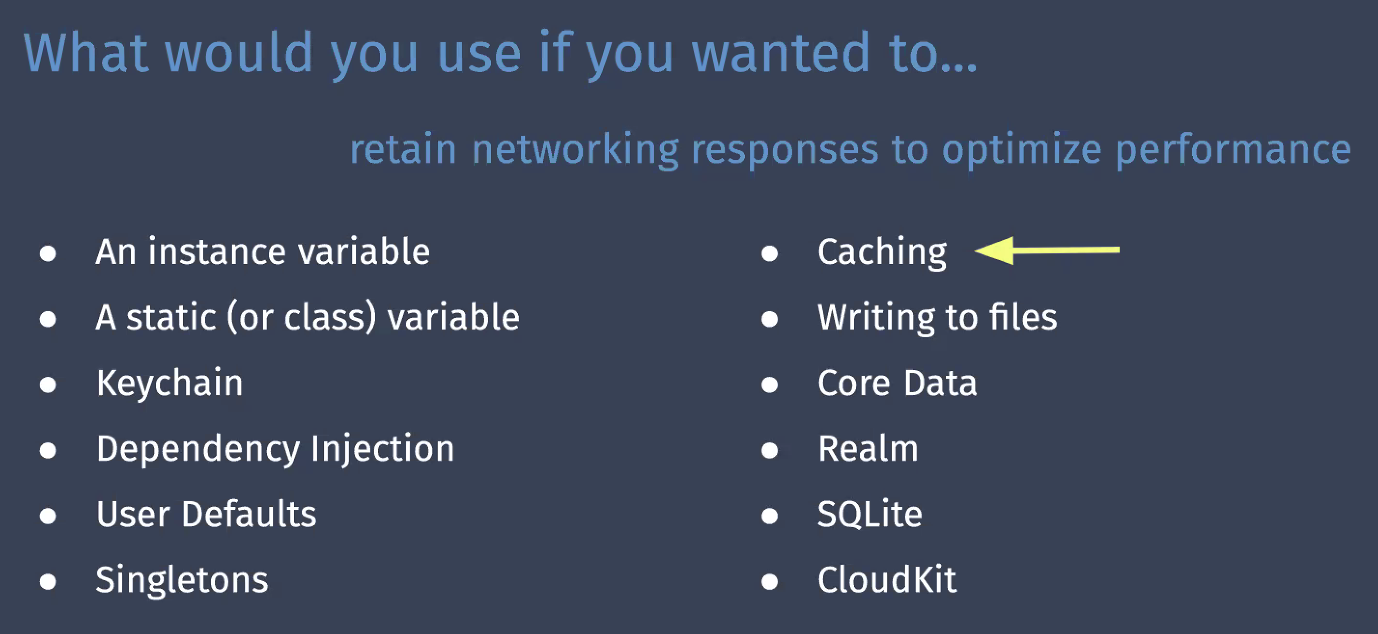 What would you use if you wanted to...
retain networking responses to optimize performance
● An instance variable
● A static (or class) variable
● Keychain
● Dependency Injection
● User Defaults
● Singletons
● Caching
● Writing to files
● Core Data
● Realm
● SQLite
● CloudKit